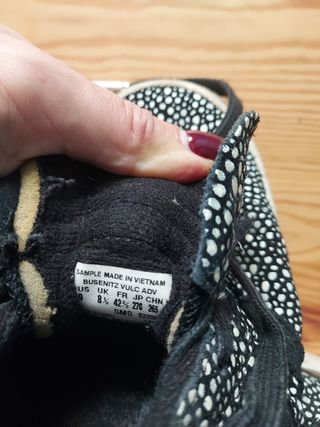 SAMPLE MADE IN VIETNAM
BUSENITZ VULC ADV
US UK FR JP CHN
9 8½ 42⅔ 270 265
SMS